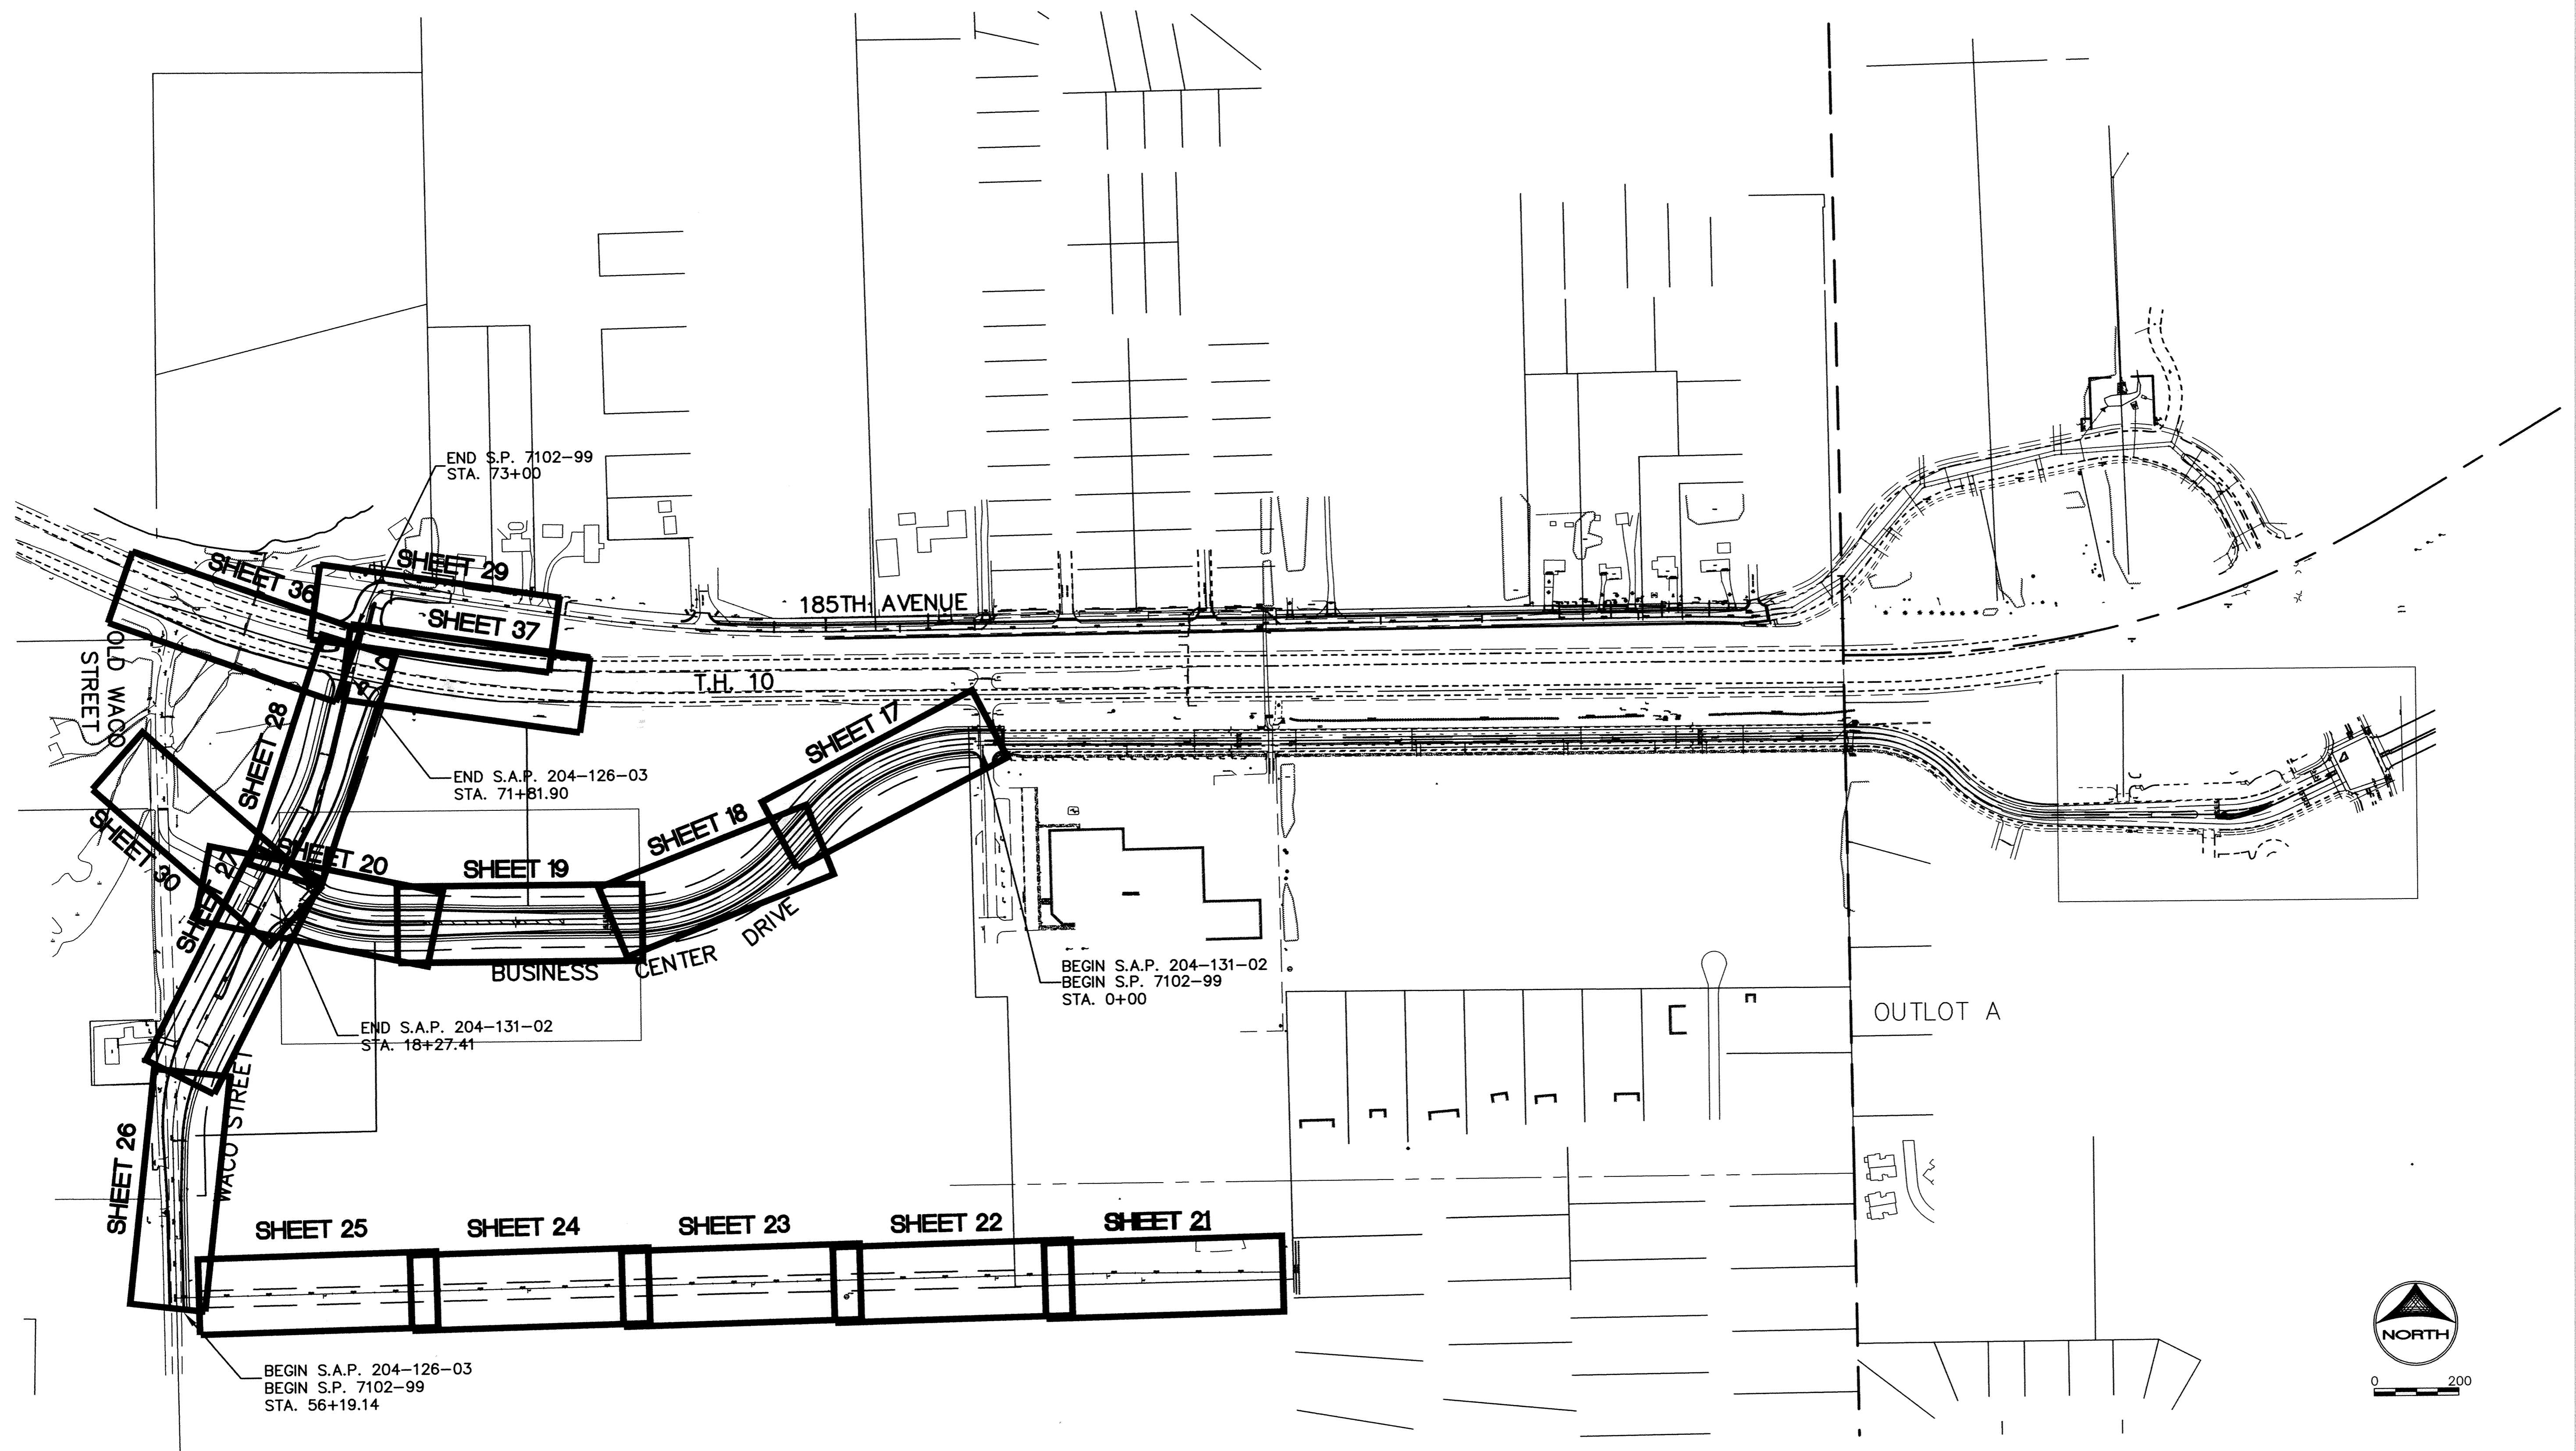 END S.P. 7102-99
STA. 73+00
SHEET 36
SHEET 29
SHEET 37
185TH AVENUE
T.H. 10
OLD WACO
STREET
SHEET 28
SHEET 17
END S.A.P. 204-126-03
STA. 71+81.90
SHEET 18
SHEET 30
SHEET 27
SHEET 20
SHEET 19
BUSINESS CENTER DRIVE
BEGIN S.A.P. 204-131-02
BEGIN S.P. 7102-99
STA. 0+00
END S.A.P. 204-131-02
STA. 18+27.41
OUTLOT A
WACO STREET
SHEET 26
SHEET 25
SHEET 24
SHEET 23
SHEET 22
SHEET 21
BEGIN S.A.P. 204-126-03
BEGIN S.P. 7102-99
STA. 56+19.14
NORTH
0 200